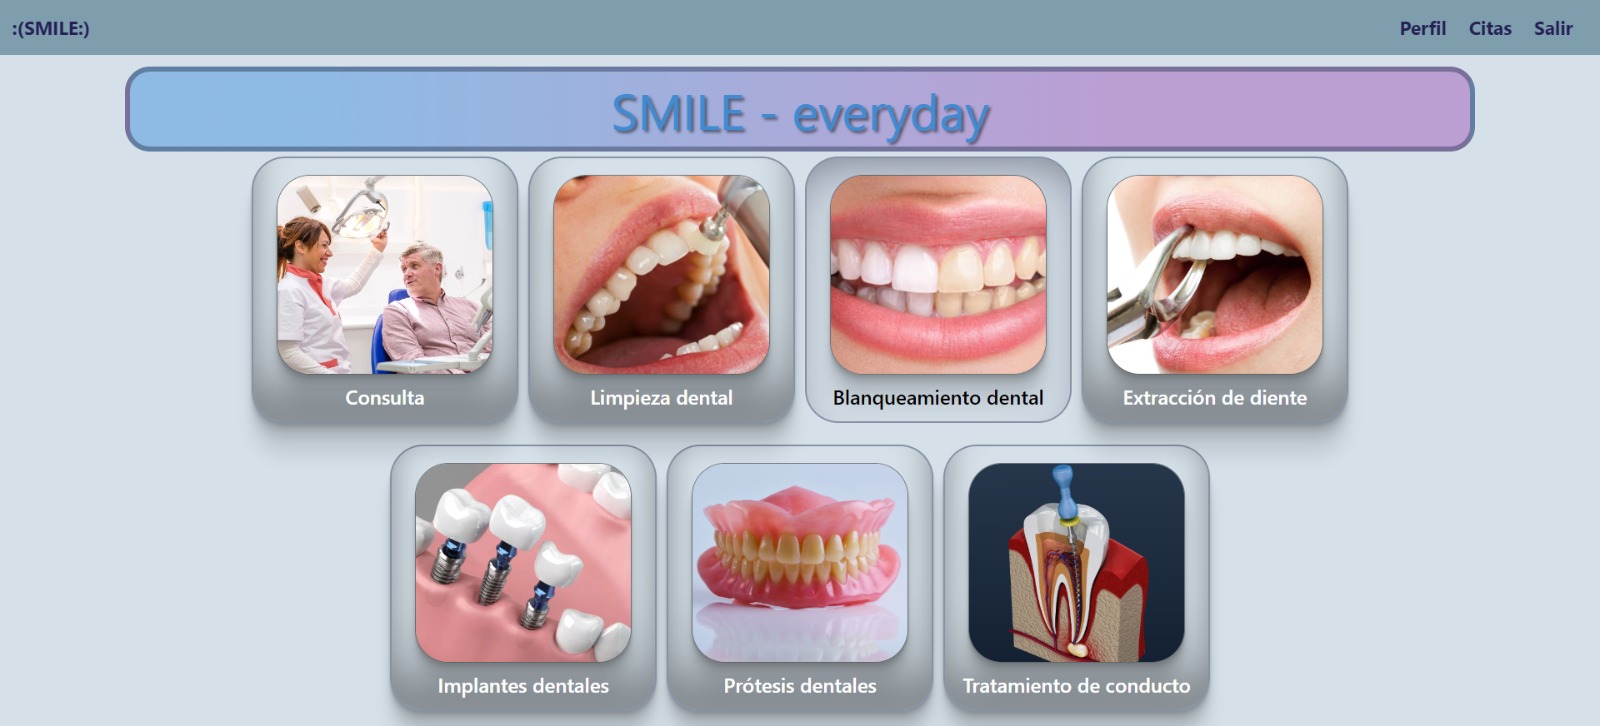 :(SMILE:)
Perfil Citas Salir
SMILE - everyday
Consulta
Limpieza dental
Blanqueamiento dental
Extracción de diente
Implantes dentales
Prótesis dentales
Tratamiento de conducto